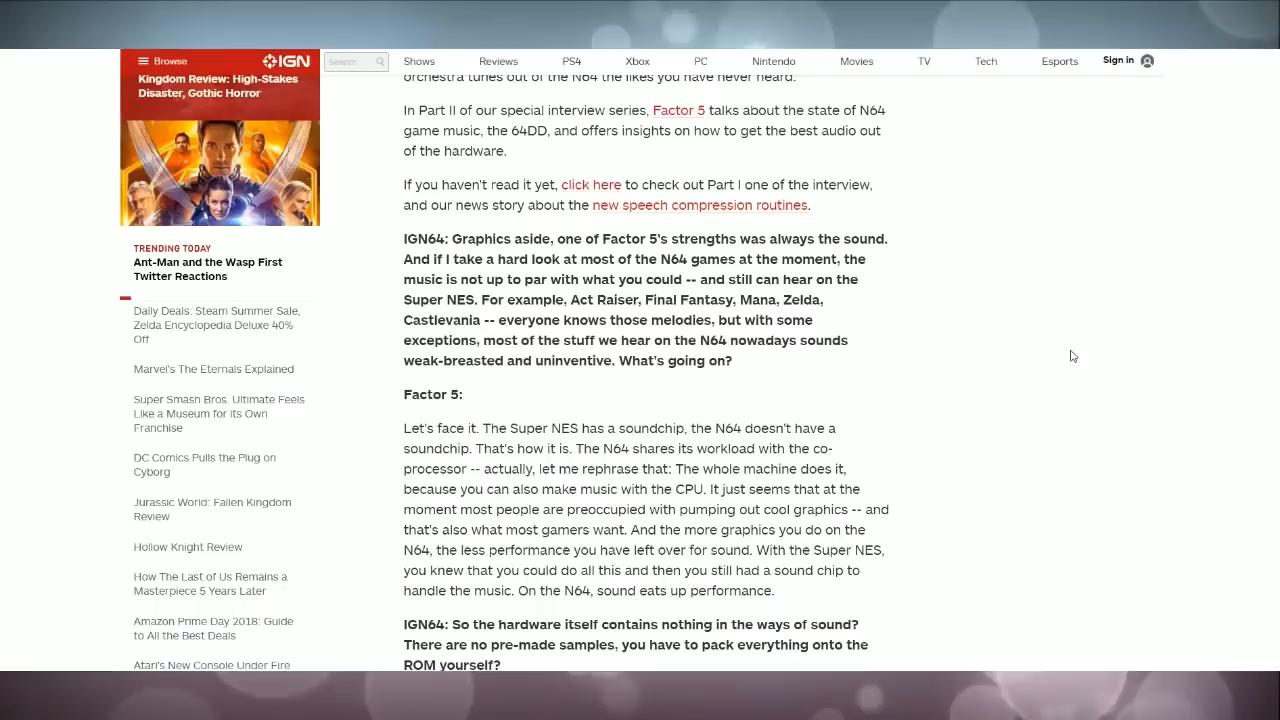 Browse
IGN
Search
Shows
Reviews
PS4
Xbox
PC
Nintendo
Movies
TV
Tech
Esports
Sign in
Kingdom Review: High-Stakes
Disaster, Gothic Horror
TRENDING TODAY
Ant-Man and the Wasp First
Twitter Reactions
Daily Deals: Steam Summer Sale,
Zelda Encyclopedia Deluxe 40%
Off
Marvel's The Eternals Explained
Super Smash Bros. Ultimate Feels
Like a Museum for Its Own
Franchise
DC Comics Pulls the Plug on
Cyborg
Jurassic World: Fallen Kingdom
Review
Hollow Knight Review
How The Last of Us Remains a
Masterpiece 5 Years Later
Amazon Prime Day 2018: Guide
to All the Best Deals
Atari's New Console Under Fire
orchestra tunes out of the N64 the likes you have never heard.
In Part II of our special interview series, Factor 5 talks about the state of N64
game music, the 64DD, and offers insights on how to get the best audio out
of the hardware.
If you haven't read it yet, click here to check out Part I one of the interview,
and our news story about the new speech compression routines.
IGN64: Graphics aside, one of Factor 5's strengths was always the sound.
And if I take a hard look at most of the N64 games at the moment, the
music is not up to par with what you could -- and still can hear on the
Super NES. For example, Act Raiser, Final Fantasy, Mana, Zelda,
Castlevania -- everyone knows those melodies, but with some
exceptions, most of the stuff we hear on the N64 nowadays sounds
weak-breasted and uninventive. What's going on?
Factor 5:
Let's face it. The Super NES has a soundchip, the N64 doesn't have a
soundchip. That's how it is. The N64 shares its workload with the co-
processor -- actually, let me rephrase that: The whole machine does it,
because you can also make music with the CPU. It just seems that at the
moment most people are preoccupied with pumping out cool graphics -- and
that's also what most gamers want. And the more graphics you do on the
N64, the less performance you have left over for sound. With the Super NES,
you knew that you could do all this and then you still had a sound chip to
handle the music. On the N64, sound eats up performance.
IGN64: So the hardware itself contains nothing in the ways of sound?
There are no pre-made samples, you have to pack everything onto the
ROM yourself?